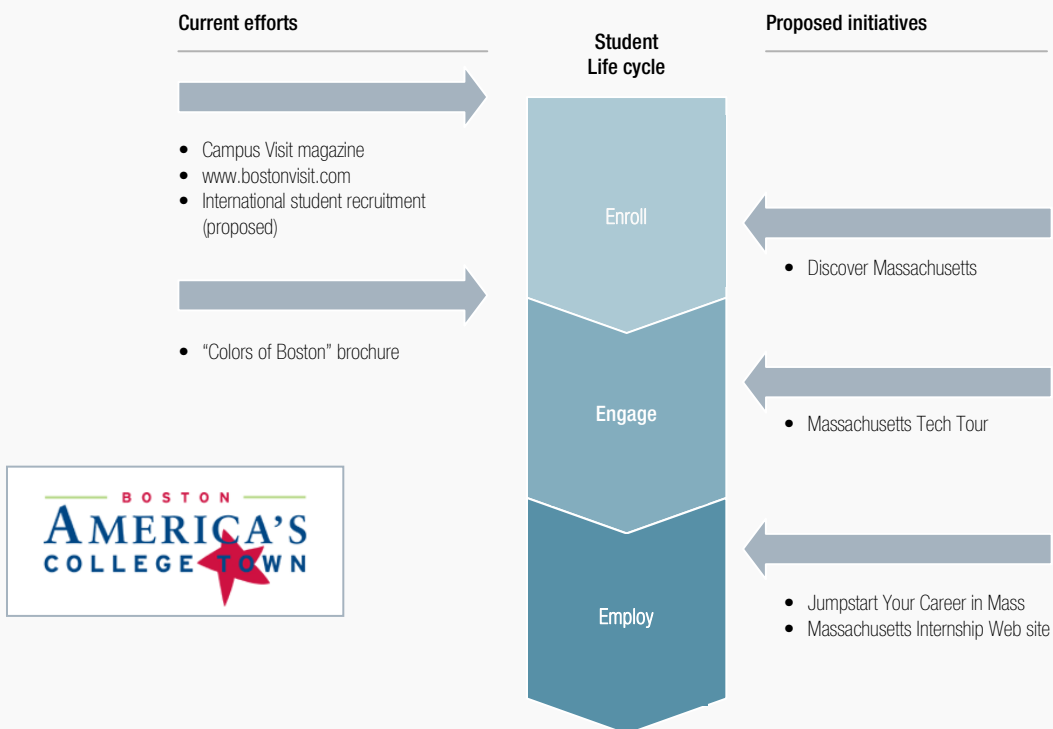 Current efforts
• Campus Visit magazine
• www.bostonvisit.com
• International student recruitment
(proposed)
• “Colors of Boston” brochure
BOSTON
AMERICA'S
COLLEGE TOWN
Student
Life cycle
Enroll
Engage
Employ
Proposed initiatives
• Discover Massachusetts
• Massachusetts Tech Tour
• Jumpstart Your Career in Mass
• Massachusetts Internship Web site